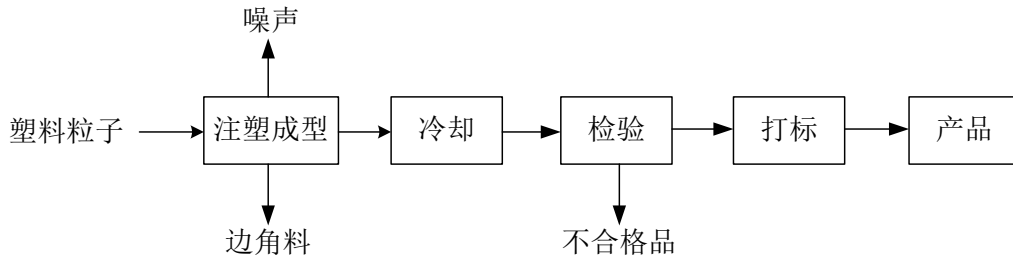 噪声
塑料粒子
注塑成型
冷却
检验
打标
产品
边角料
不合格品